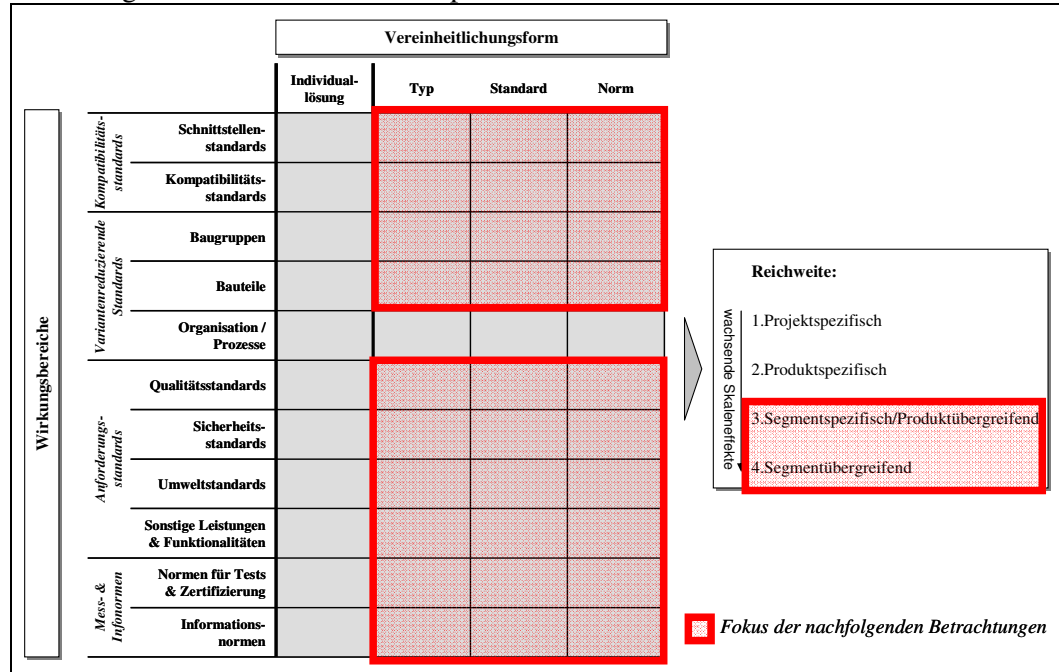 Vereinheitlichungsform
Individual-
lösung
Typ
Standard
Norm
Wirkungsbereiche
Kompatibilitäts-
standards
Schnittstellen-
standards
Kompatibilitäts-
standards
Variantenreduzierende
Standards
Baugruppen
Bauteile
Organisation /
Prozesse
Anforderungs-
standards
Qualitätsstandards
Sicherheits-
standards
Umweltstandards
Sonstige Leistungen
& Funktionalitäten
Mess- &
Infonormen
Normen für Tests
& Zertifizierung
Informations-
normen
Reichweite:
wachsende Skaleneffekte
1.Projektspezifisch
2.Produktspezifisch
3.Segmentspezifisch/Produktübergreifend
4.Segmentübergreifend
Fokus der nachfolgenden Betrachtungen